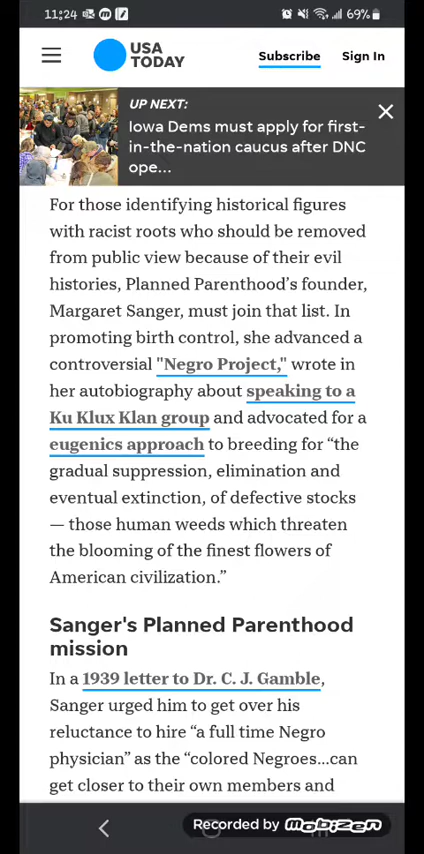 11:24
69%
USA
TODAY
Subscribe
Sign In
UP NEXT:
Iowa Dems must apply for first-
in-the-nation caucus after DNC
ope...
For those identifying historical figures
with racist roots who should be removed
from public view because of their evil
histories, Planned Parenthood’s founder,
Margaret Sanger, must join that list. In
promoting birth control, she advanced a
controversial "Negro Project," wrote in
her autobiography about speaking to a
Ku Klux Klan group and advocated for a
eugenics approach to breeding for “the
gradual suppression, elimination and
eventual extinction, of defective stocks
— those human weeds which threaten
the blooming of the finest flowers of
American civilization.”
Sanger's Planned Parenthood
mission
In a 1939 letter to Dr. C. J. Gamble,
Sanger urged him to get over his
reluctance to hire “a full time Negro
physician” as the “colored Negroes...can
get closer to their own members and
Recorded by mobizen